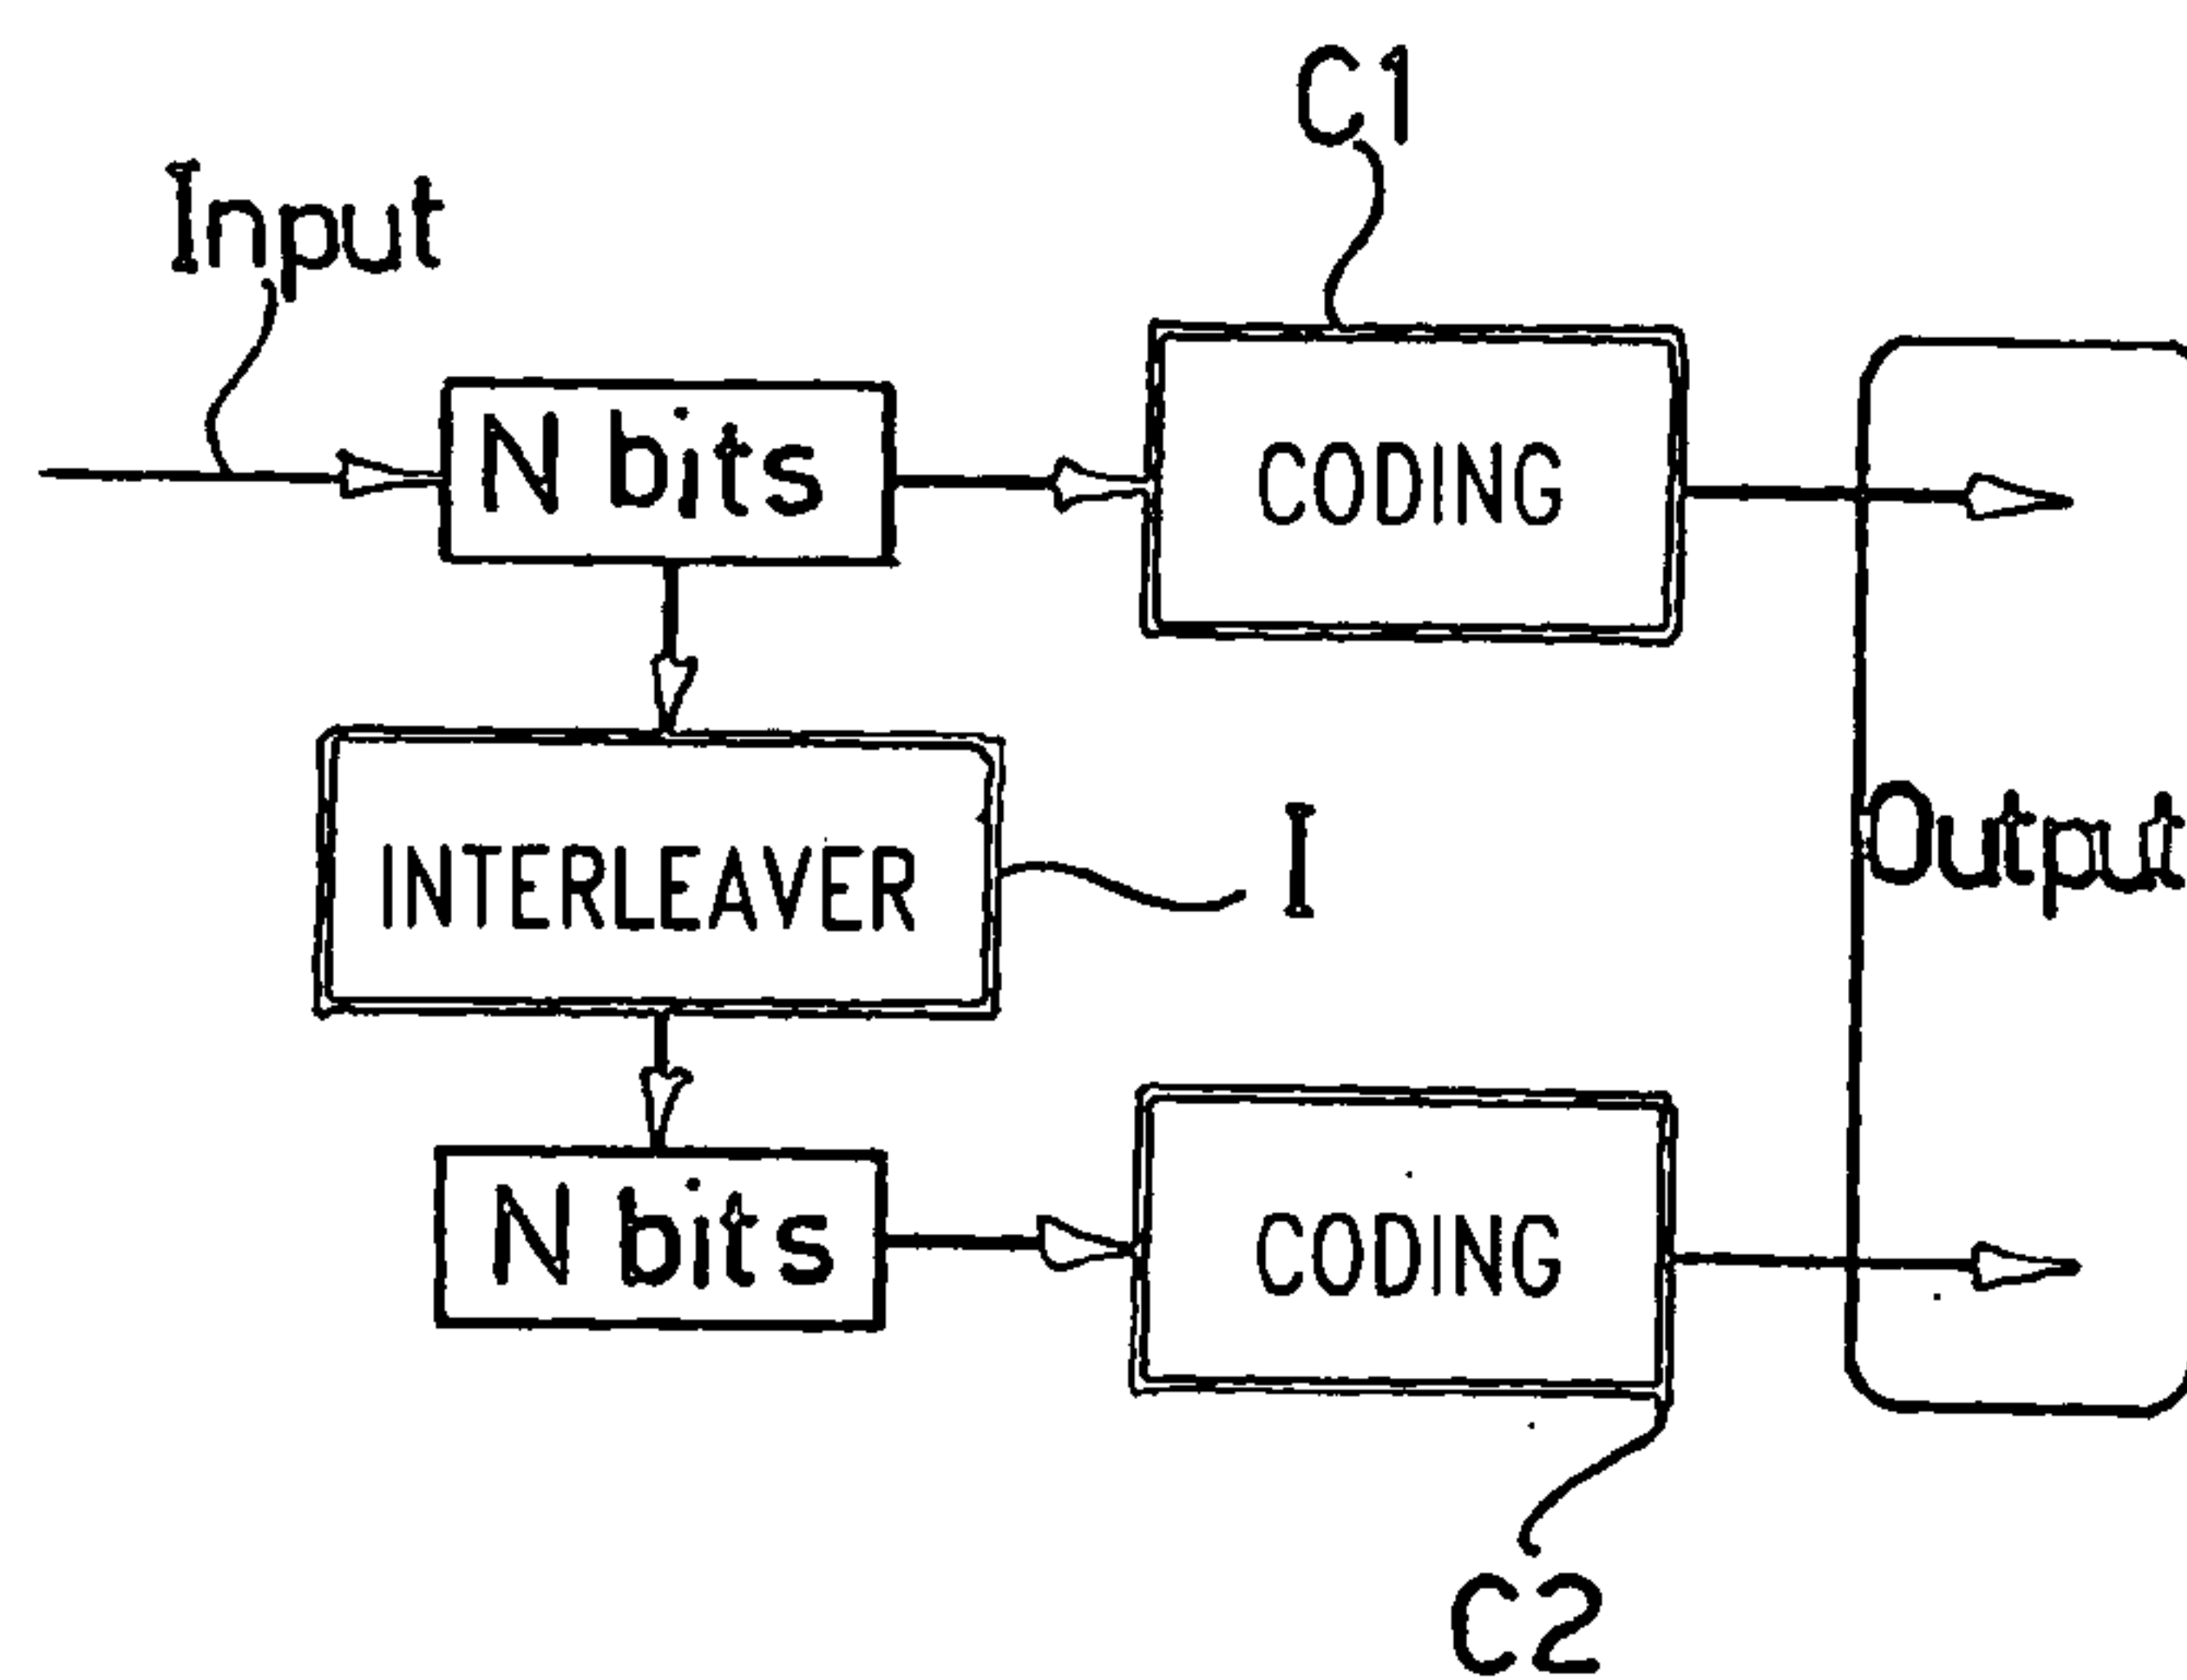 C1
Input
N bits
CODING
INTERLEAVER
I
Output
N bits
CODING
C2